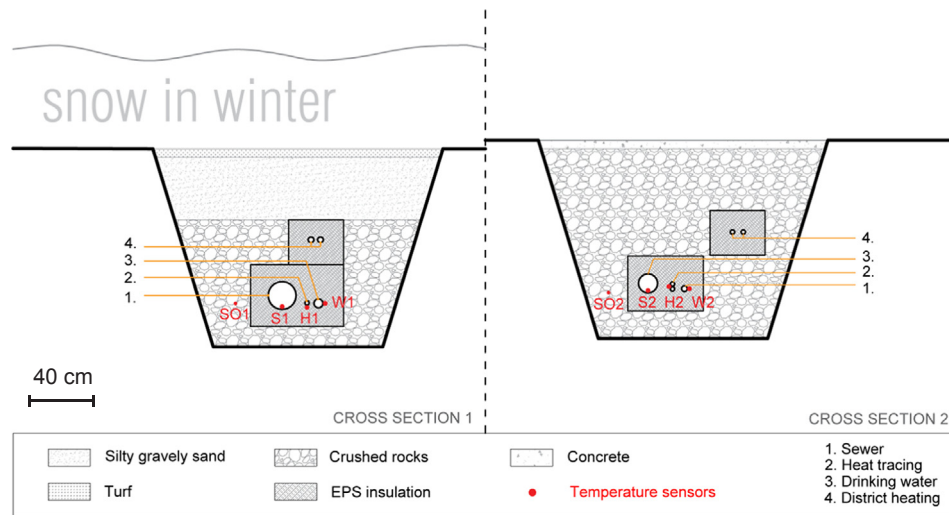 snow in winter
4.
3.
2.
1.
SO1
S1
H1
W1
40 cm
CROSS SECTION 1
4.
3.
2.
1.
SO2
S2
H2
W2
CROSS SECTION 2
Silty gravely sand
Crushed rocks
Concrete
Turf
EPS insulation
Temperature sensors
1. Sewer
2. Heat tracing
3. Drinking water
4. District heating